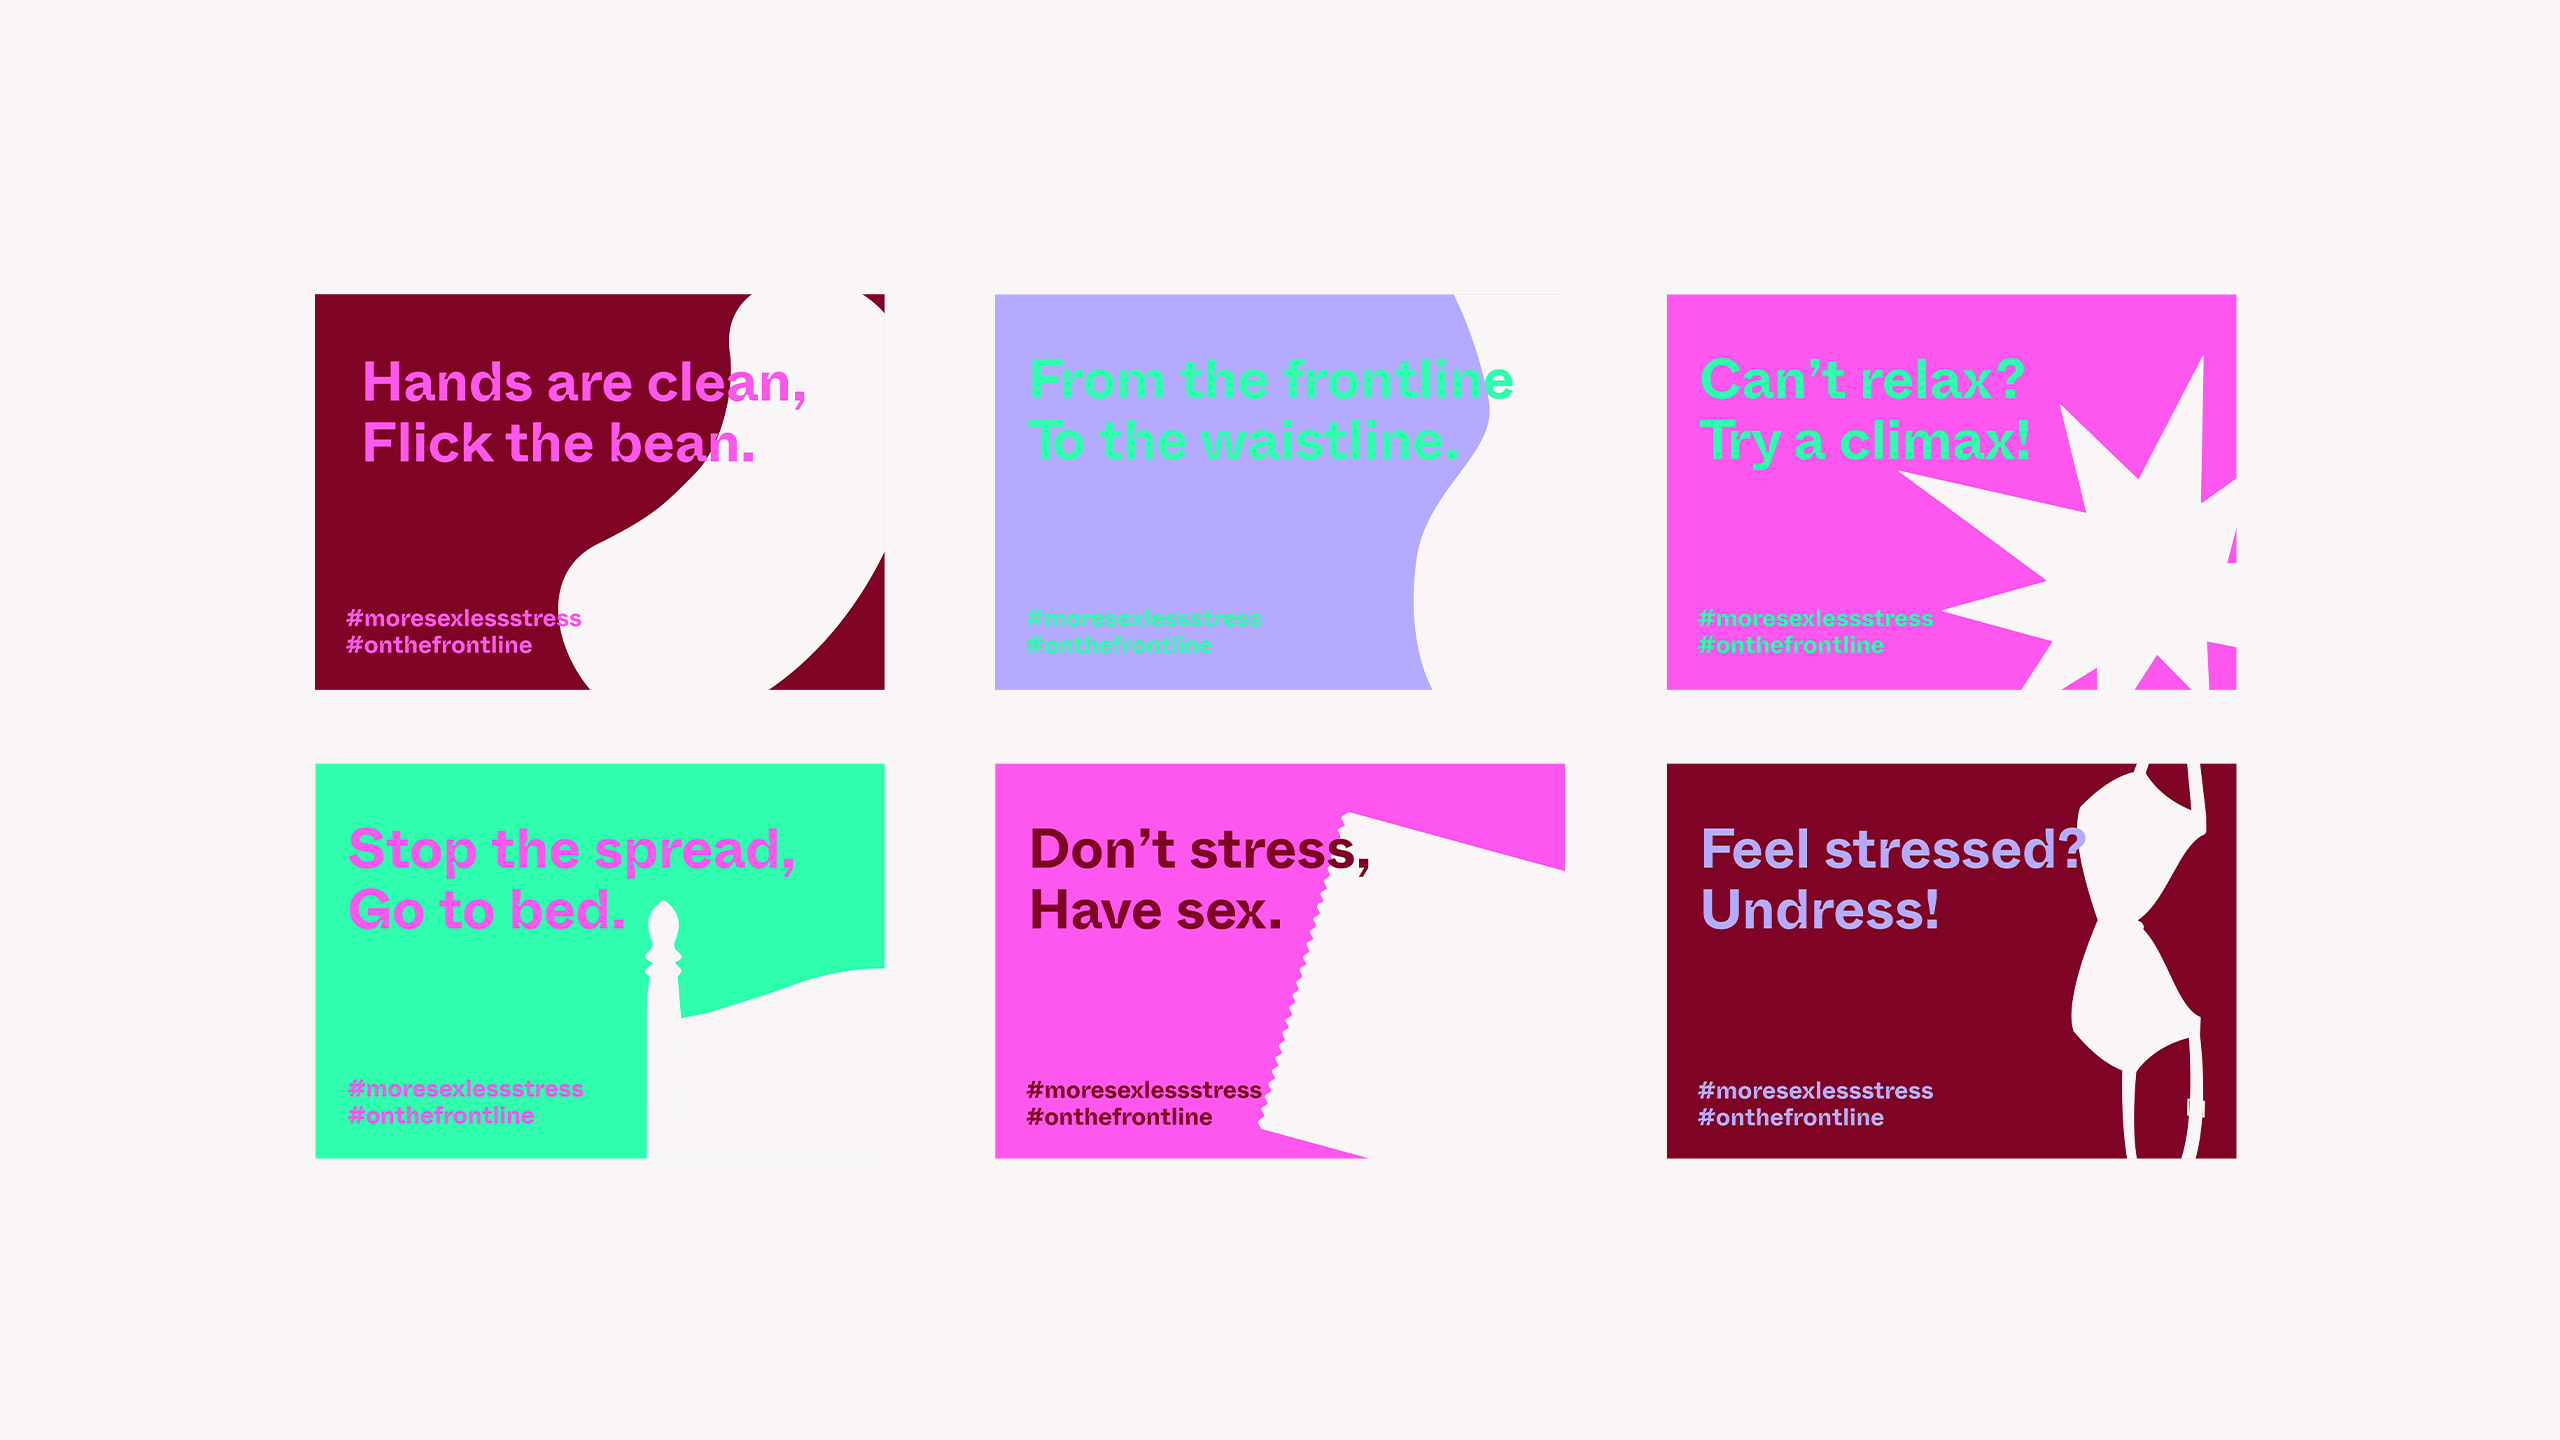 Hands are clean,
Flick the bean.
#moresexlessstress
#onthefrontline
From the frontline
To the waistline.
#moresexlessstress
#onthefrontline
Can’t relax?
Try a climax!
#moresexlessstress
#onthefrontline
Stop the spread,
Go to bed.
#moresexlessstress
#onthefrontline
Don’t stress,
Have sex.
#moresexlessstress
#onthefrontline
Feel stressed?
Undress!
#moresexlessstress
#onthefrontline